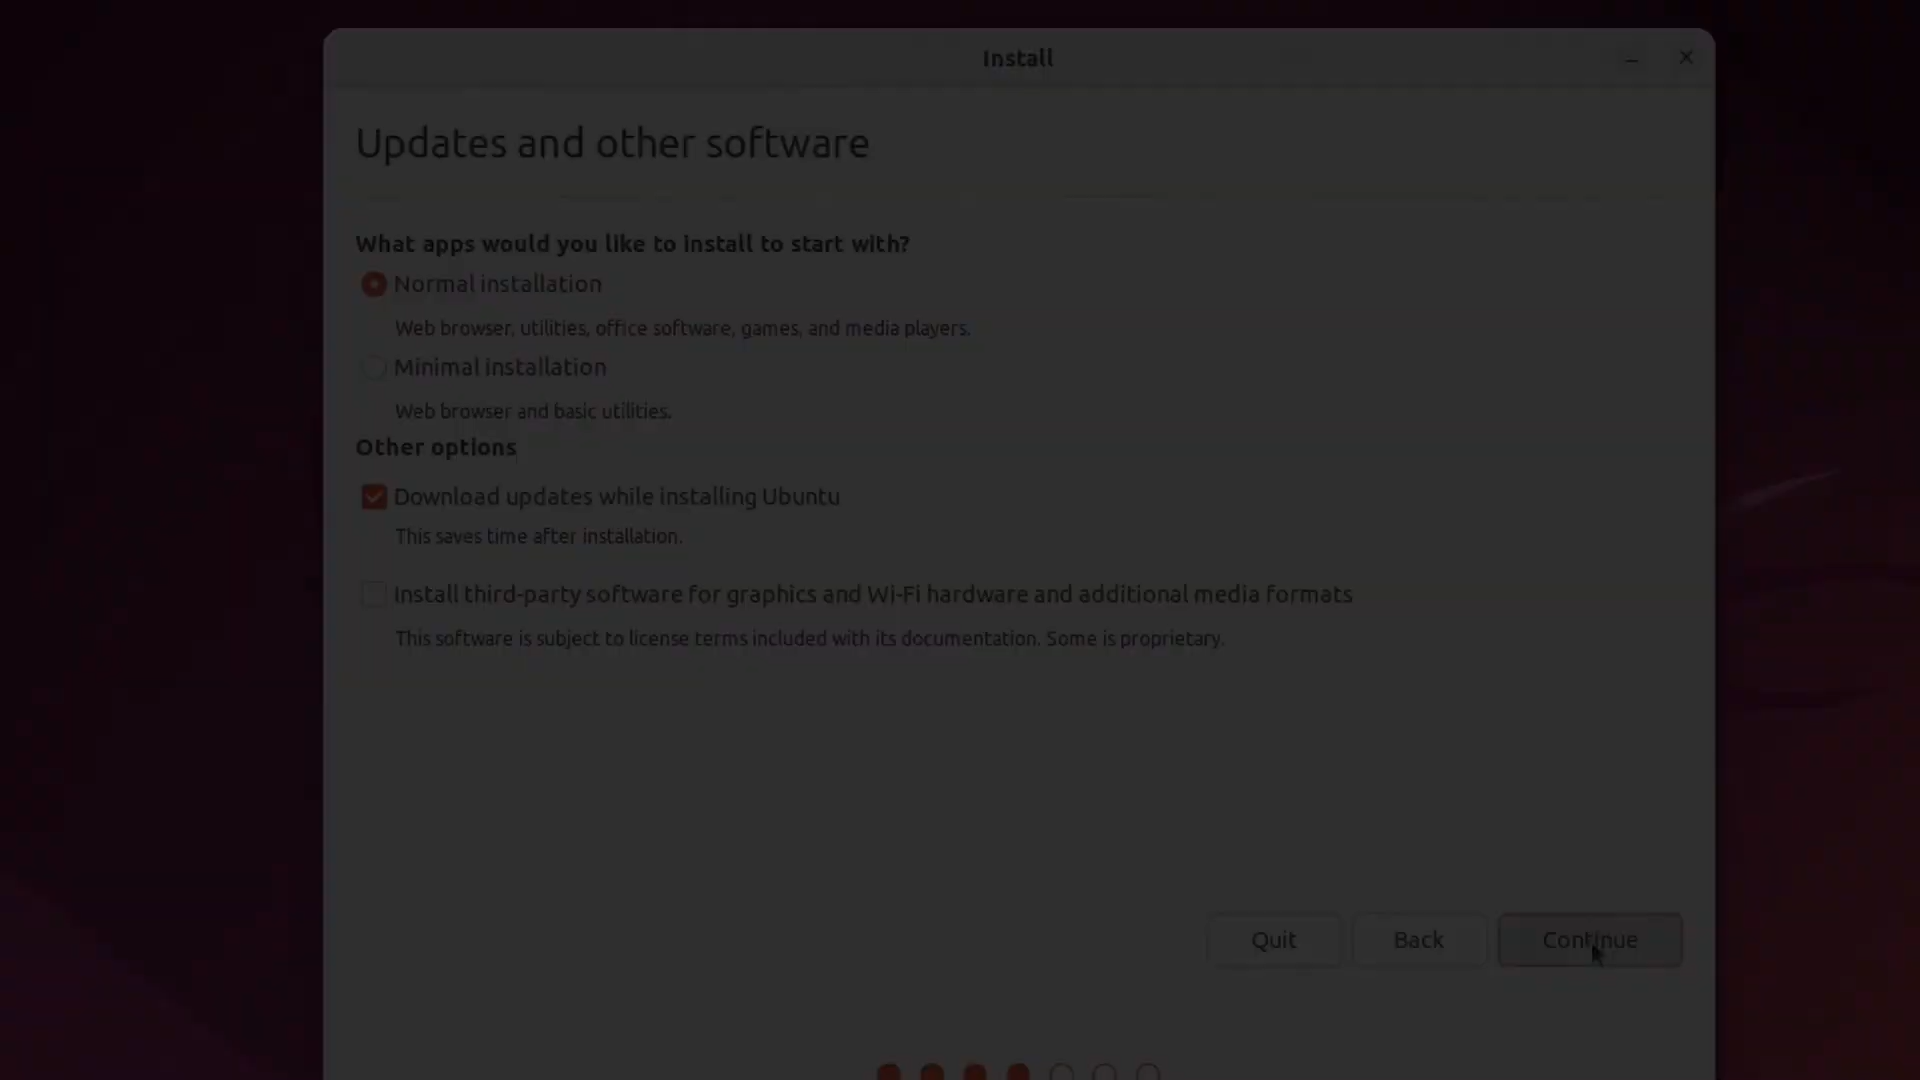 Install
Updates and other software
What apps would you like to install to start with?
Normal installation
Web browser, utilities, office software, games, and media players.
Minimal installation
Web browser and basic utilities.
Other options
Download updates while installing Ubuntu
This saves time after installation.
Install third-party software for graphics and Wi-Fi hardware and additional media formats
This software is subject to license terms included with its documentation. Some is proprietary.
Quit Back Continue